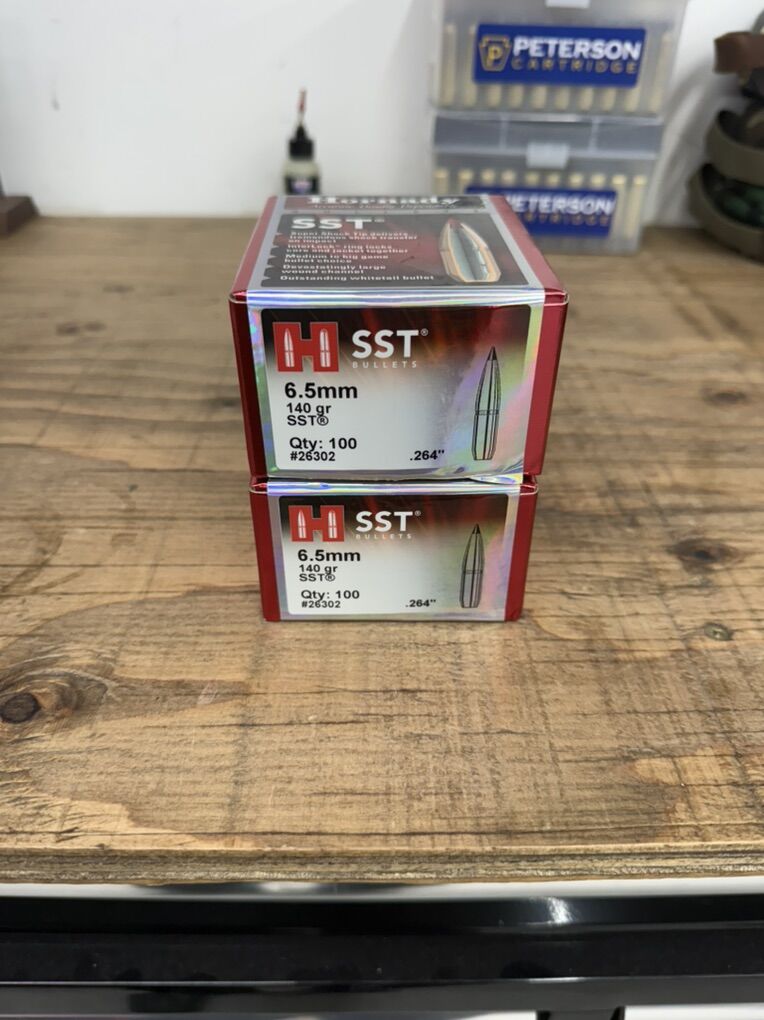 PETERSON
CARTRIDGE
PETERSON
CARTRIDGE
Hornady
SST®
Super Shock Tip delivers
tremendous shock transfer
on impact
InterLock® ring locks
core and jacket together
Medium to big game
bullet choice
Devastatingly large
wound channel
Outstanding whitetail bullet
H SST®
BULLETS
6.5mm
140 gr
SST®
Qty: 100
#26302 .264"
H SST®
BULLETS
6.5mm
140 gr
SST®
Qty: 100
#26302 .264"